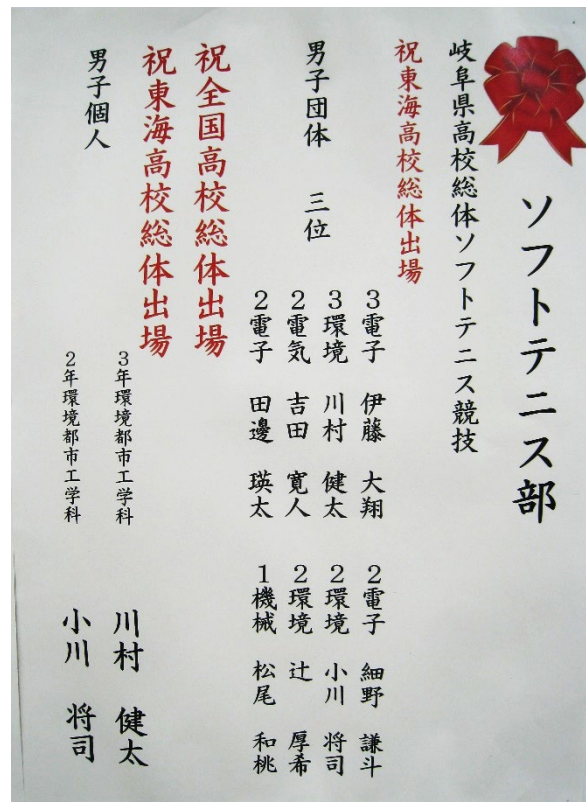 ソフトテニス部
岐阜県高校総体ソフトテニス競技
祝東海高校総体出場
男子団体　三位
3電子　伊藤　大翔　2電子　細野　謙斗
3環境　川村　健太　2環境　小川　将司
2電気　吉田　寛人　2環境　辻　厚希
2電子　田邊　瑛太　1機械　松尾　和桃
祝全国高校総体出場
祝東海高校総体出場
男子個人
3年環境都市工学科　川村　健太
2年環境都市工学科　小川　将司